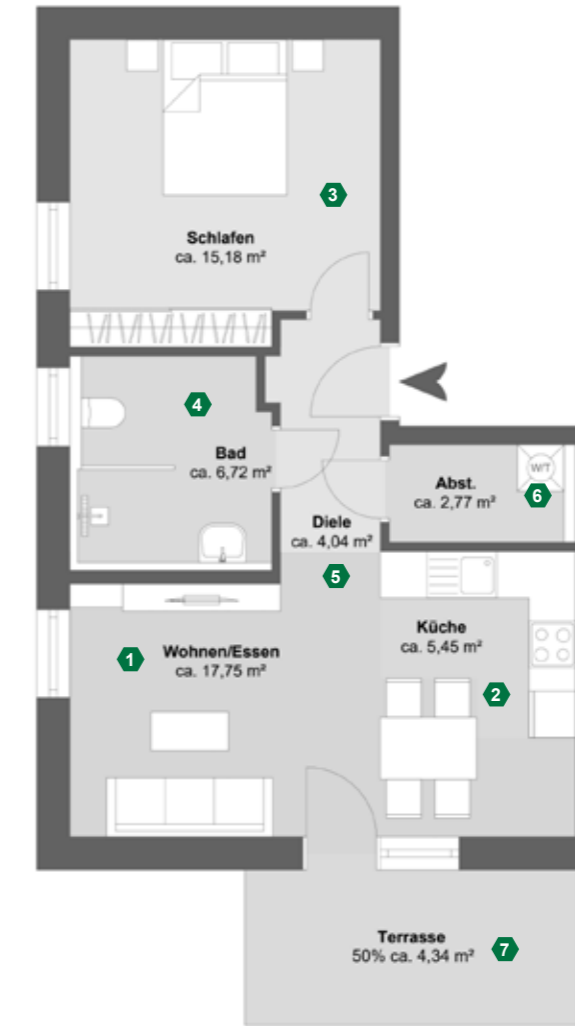 3
Schlafen
ca. 15,18 m²
4
Bad
ca. 6,72 m²
W/T
Abst.
ca. 2,77 m²
6
Diele
ca. 4,04 m²
5
1
Wohnen/Essen
ca. 17,75 m²
Küche
ca. 5,45 m²
2
Terrasse
50% ca. 4,34 m²
7